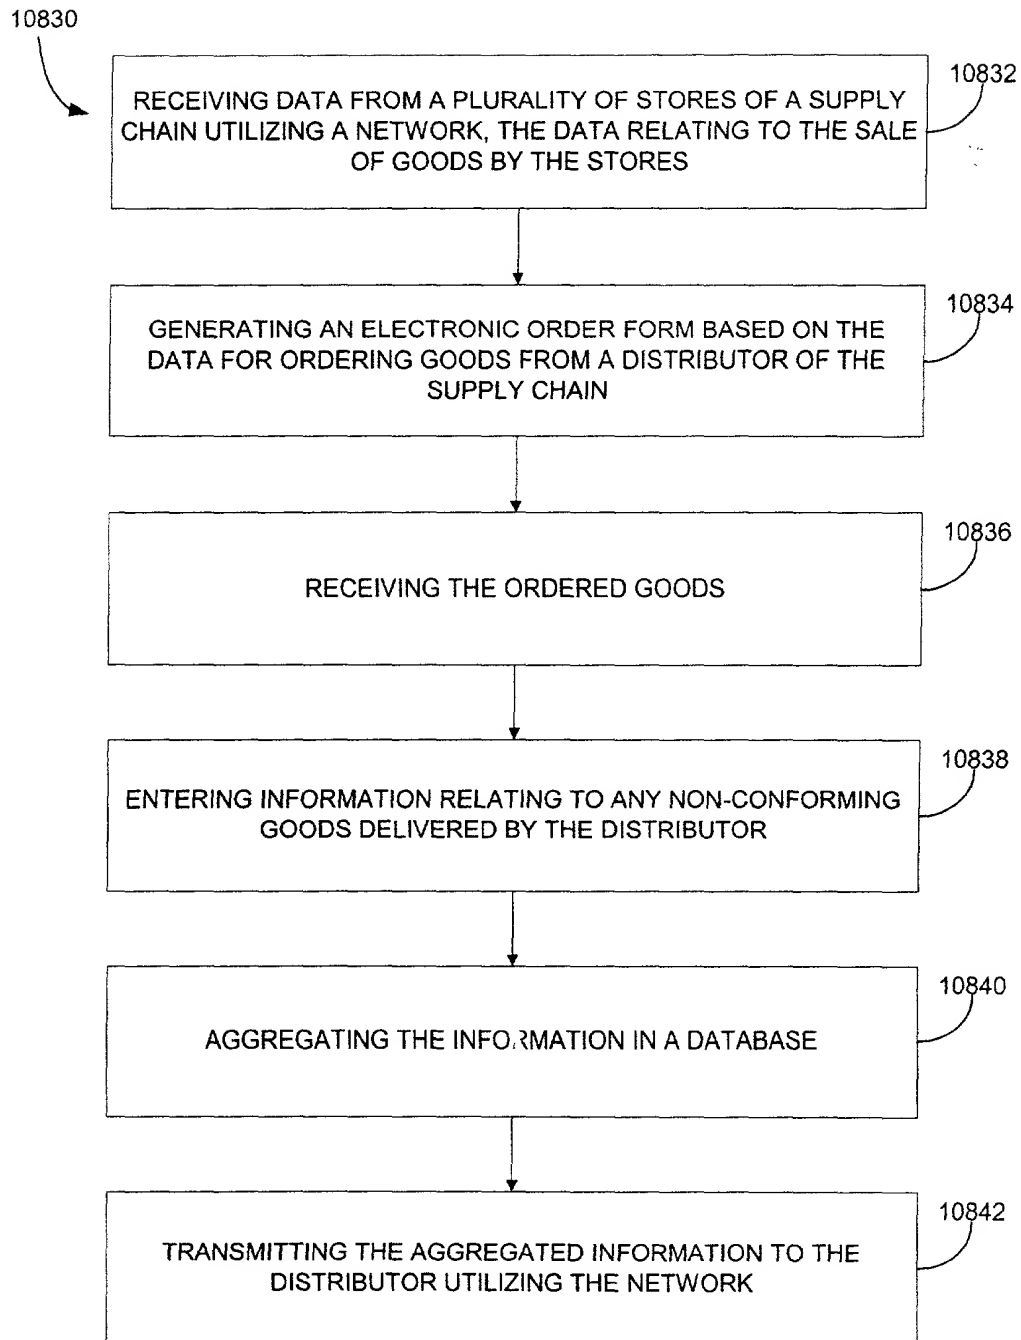 10830
10832
RECEIVING DATA FROM A PLURALITY OF STORES OF A SUPPLY
CHAIN UTILIZING A NETWORK, THE DATA RELATING TO THE SALE
OF GOODS BY THE STORES
10834
GENERATING AN ELECTRONIC ORDER FORM BASED ON THE
DATA FOR ORDERING GOODS FROM A DISTRIBUTOR OF THE
SUPPLY CHAIN
10836
RECEIVING THE ORDERED GOODS
10838
ENTERING INFORMATION RELATING TO ANY NON-CONFORMING
GOODS DELIVERED BY THE DISTRIBUTOR
10840
AGGREGATING THE INFORMATION IN A DATABASE
10842
TRANSMITTING THE AGGREGATED INFORMATION TO THE
DISTRIBUTOR UTILIZING THE NETWORK